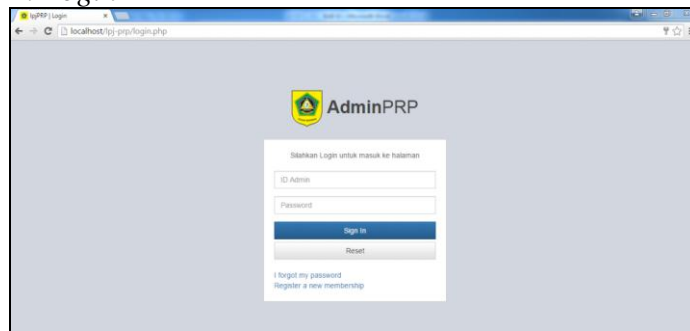 lpjPRP | Login
localhost/lpj-prp/login.php
AdminPRP
Silahkan Login untuk masuk ke halaman
ID Admin
Password
Sign In
Reset
I forgot my password
Register a new membership